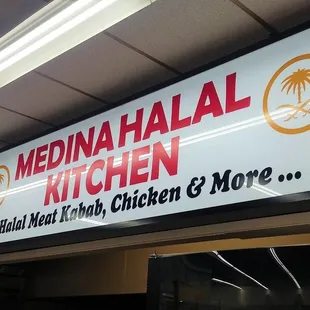 MEDINA HALAL
KITCHEN
Halal Meat Kabab, Chicken & More ...